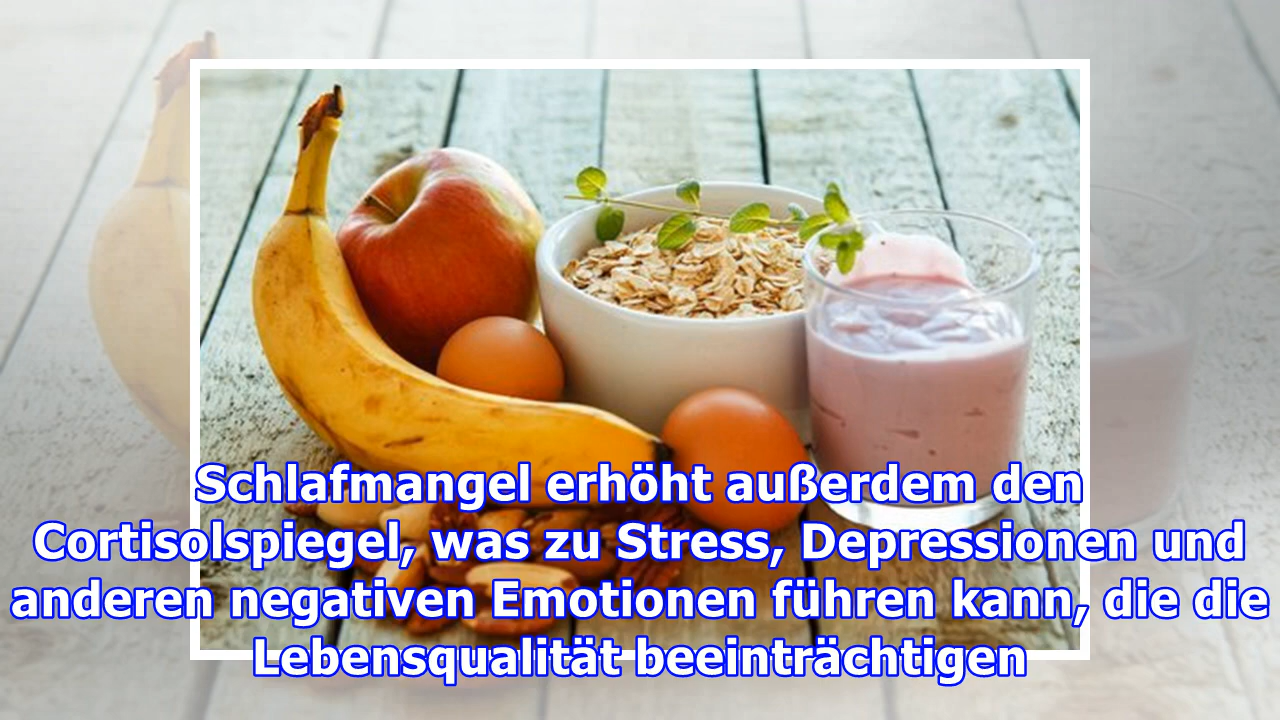 Schlafmangel erhöht außerdem den
Cortisolspiegel, was zu Stress, Depressionen und
anderen negativen Emotionen führen kann, die die
Lebensqualität beeinträchtigen